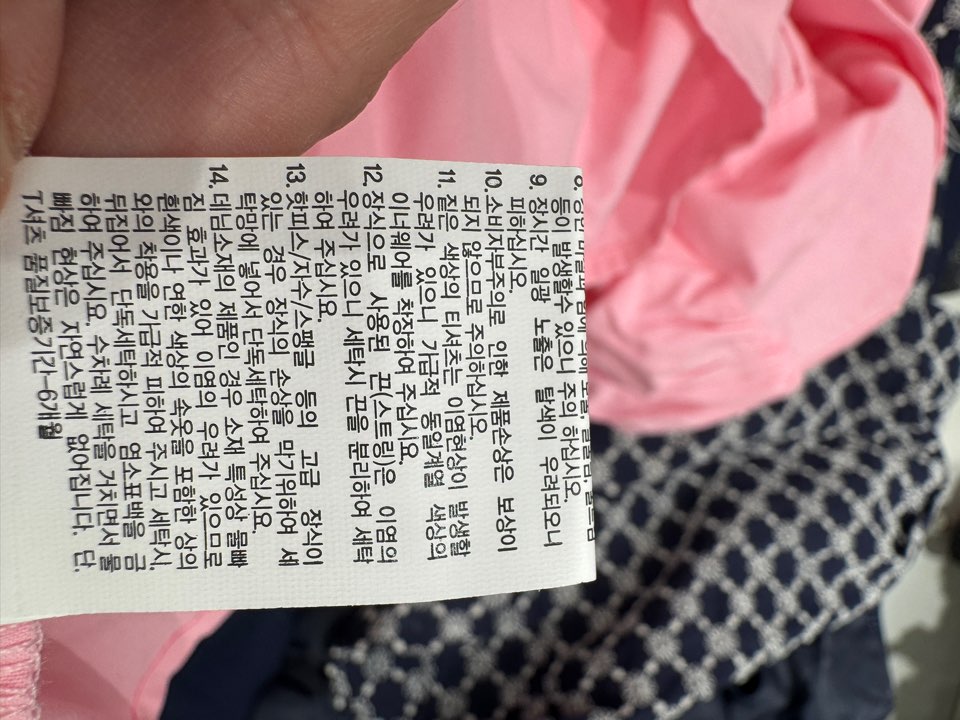 등이 발생할수 있으니 주의 하십시요.
9. 장시간 일광 노출은 탈색이 우려되오니
피하십시요.
10. 소비자부주의로 인한 제품손상은 보상이
되지 않으므로 주의하십시요.
11. 짙은 색상의 티셔츠는 이염현상이 발생할
우려가 있으니 가급적 동일계열 색상의
이너웨어를 착장하여 주십시요.
12. 장식으로 사용된 끈(스트링)은 이염의
우려가 있으니 세탁시 끈을 분리하여 세탁
하여 주십시요.
13. 핫피스/자수/스팽글 등의 고급 장식이
있는 경우 장식의 손상을 막기위하여 세
탁망에 넣어서 단독세탁하여 주십시요.
14. 데님소재의 제품인 경우 소재 특성상 물빠
짐 효과가 있어 이염의 우려가 있으므로
흰색이나 연한 색상의 속옷을 포함한 상의
외의 착용을 가급적 피하여 주시고 세탁시,
뒤집어서 단독세탁하시고 염소표백을 금
하여 주십시요. 수차례 세탁을 거치면서 물
빠짐 현상은 자연스럽게 없어집니다. 단.
T셔츠 품질보증기간-6개월